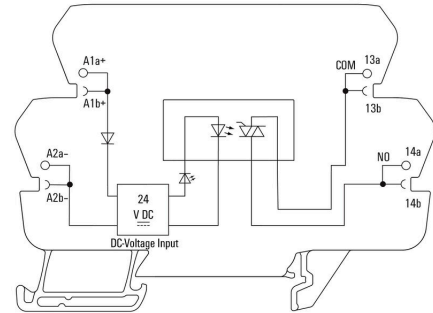 A1a+
A1b+
A2a-
A2b-
24
V DC
DC-Voltage Input
COM
13a
13b
NO
14a
14b